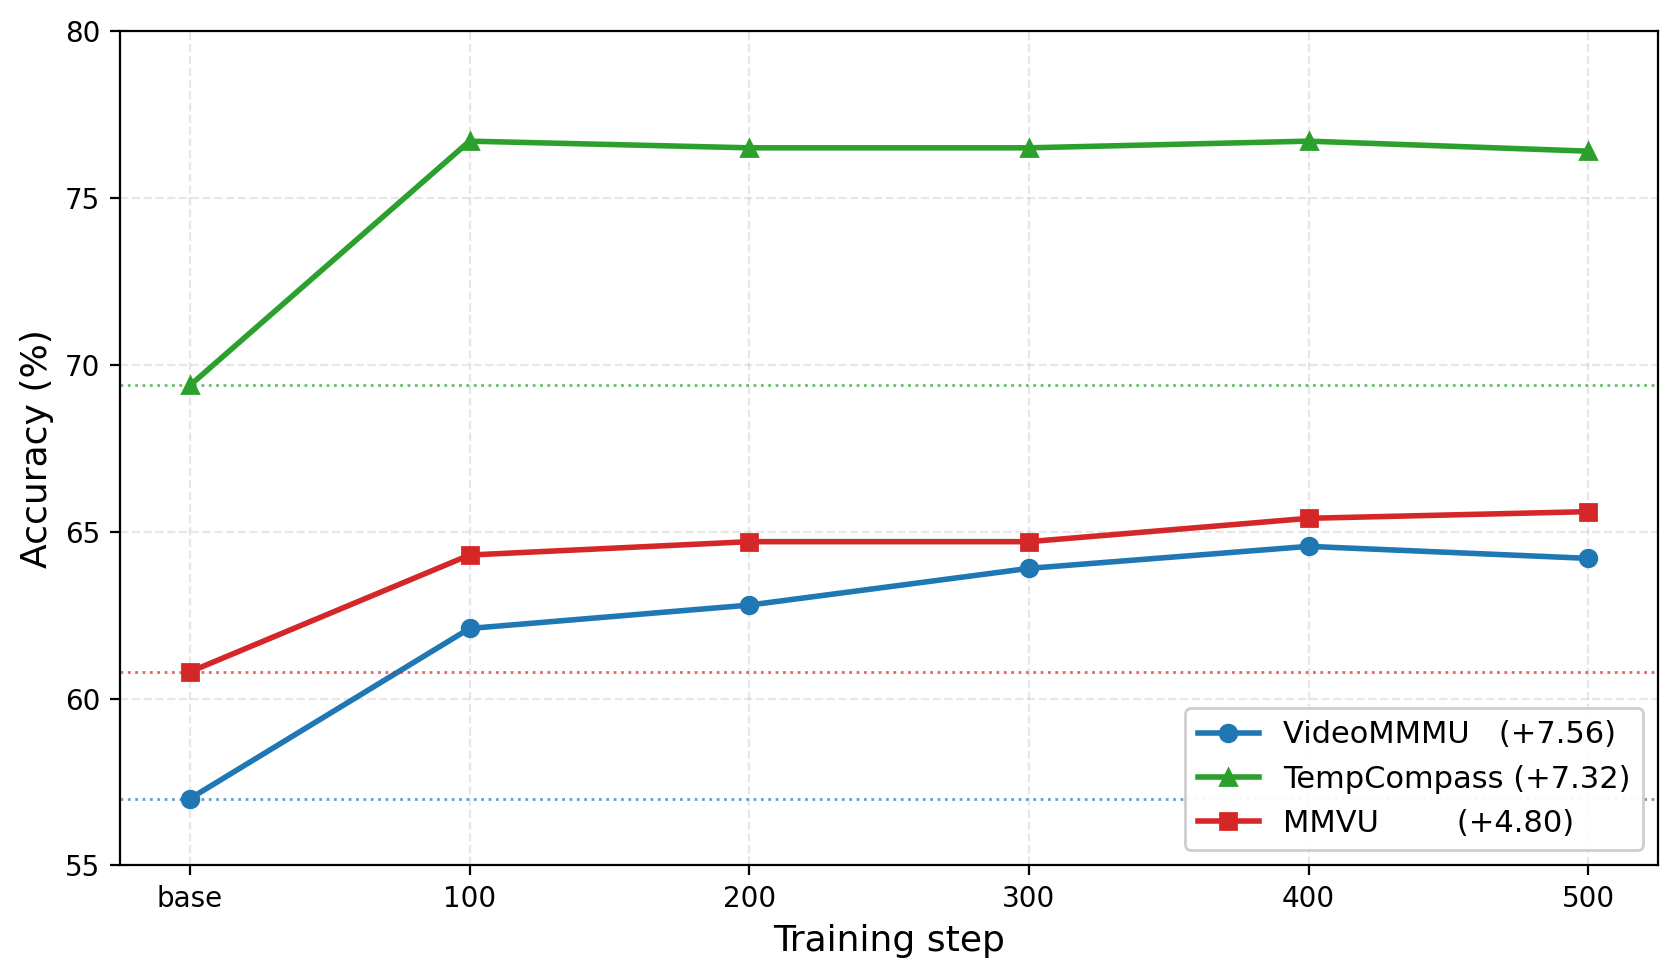 80
75
70
65
60
55
Accuracy (%)
base 100 200 300 400 500
Training step
VideoMMMU (+7.56)
TempCompass (+7.32)
MMVU (+4.80)